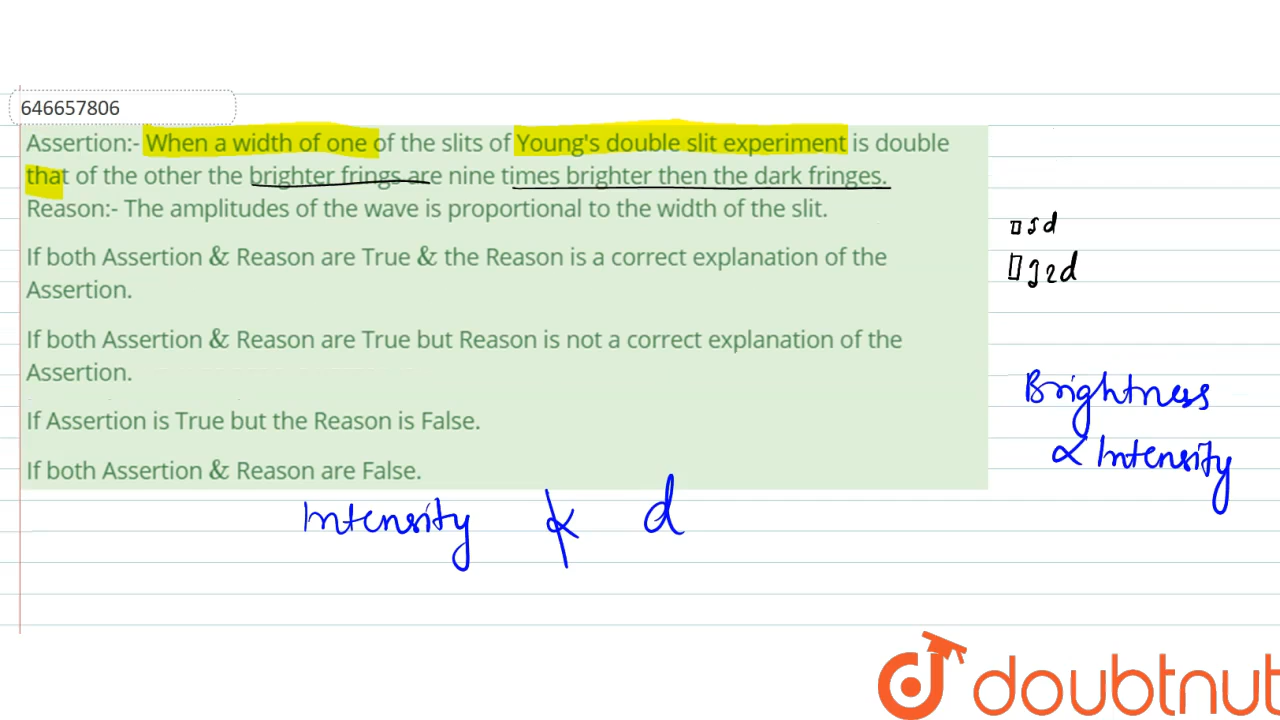 646657806
Assertion:- When a width of one of the slits of Young's double slit experiment is double
that of the other the brighter frings are nine times brighter then the dark fringes.
Reason:- The amplitudes of the wave is proportional to the width of the slit.
If both Assertion & Reason are True & the Reason is a correct explanation of the
Assertion.
If both Assertion & Reason are True but Reason is not a correct explanation of the
Assertion.
If Assertion is True but the Reason is False.
If both Assertion & Reason are False.
d
2d
Brightness
∝ Intensity
Intensity ∝ d
doubtnut